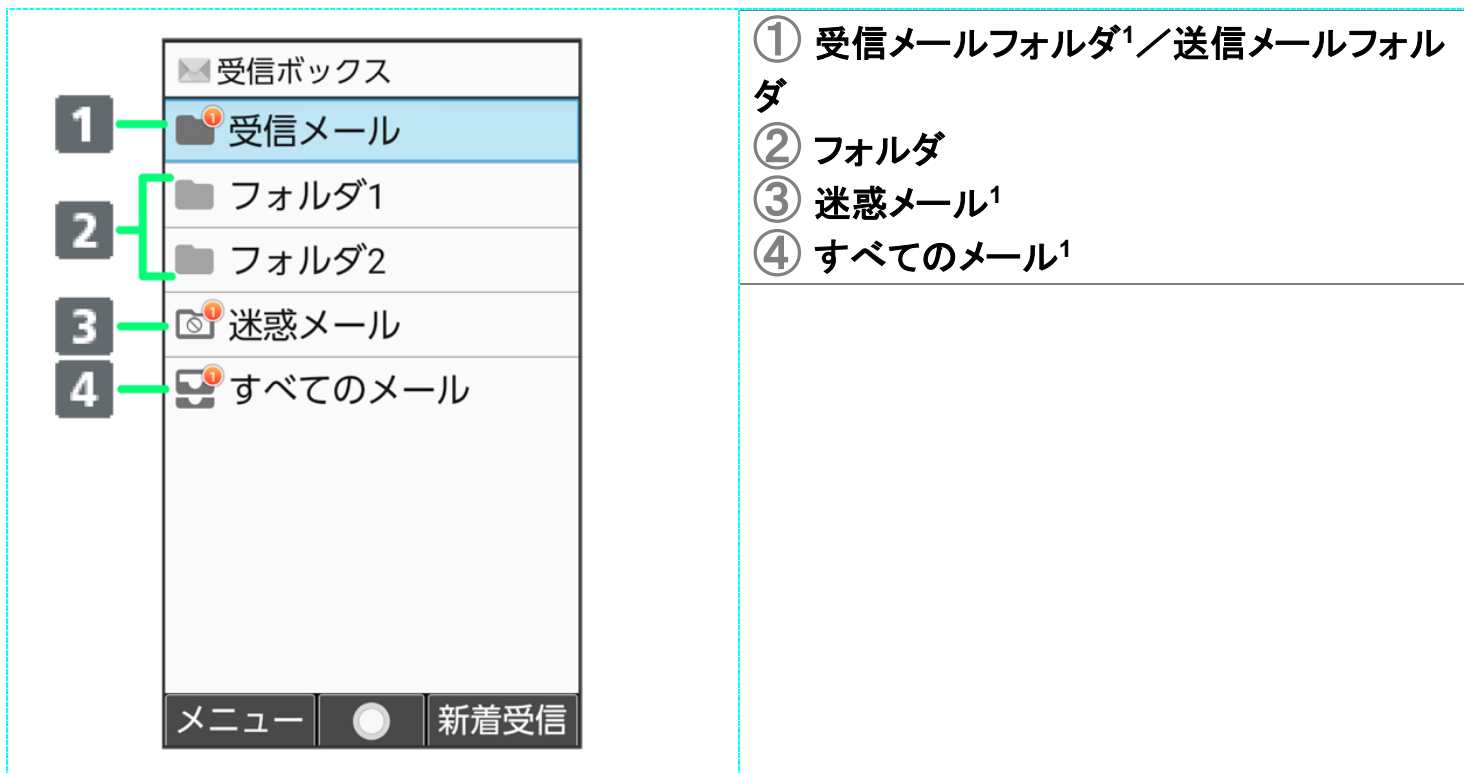 受信ボックス
1
受信メール
1
2
フォルダ1
フォルダ2
3
迷惑メール
1
4
すべてのメール
1
メニュー
新着受信
① 受信メールフォルダ¹／送信メールフォル
ダ
② フォルダ
③ 迷惑メール¹
④ すべてのメール¹